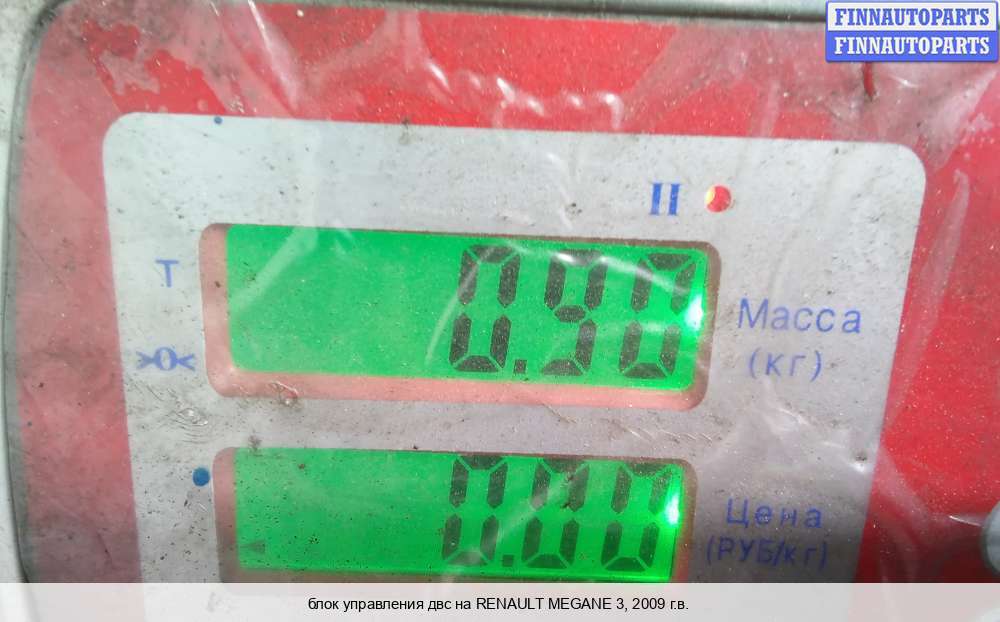 FINNAUTOPARTS
FINNAUTOPARTS
II
T
0.90
Масса
(кг)
>0<
0.00
Цена
(РУБ/кг)
блок управления двс на RENAULT MEGANE 3, 2009 г.в.